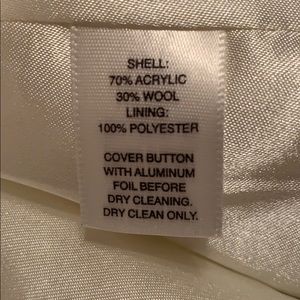 SHELL:
70% ACRYLIC
30% WOOL
LINING:
100% POLYESTER
COVER BUTTON
WITH ALUMINUM
FOIL BEFORE
DRY CLEANING.
DRY CLEAN ONLY.